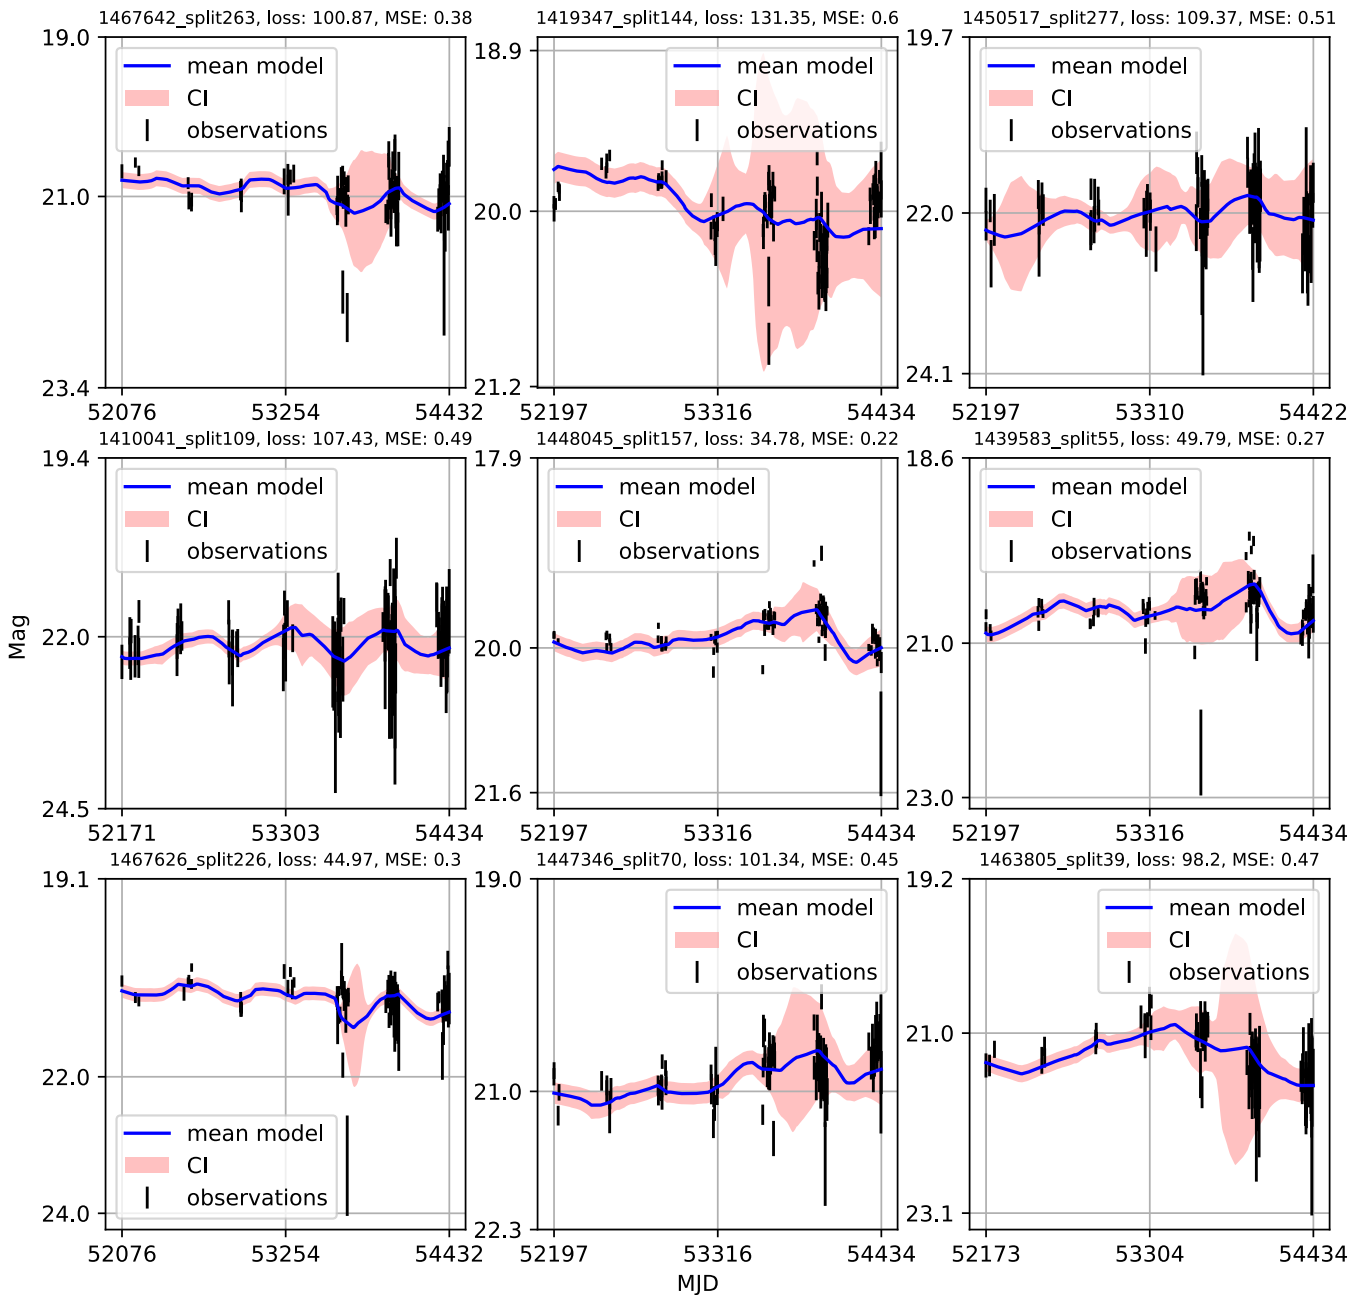 1467642_split263, loss: 100.87, MSE: 0.38
19.0
21.0
23.4
mean model
CI
observations
52076 53254 54432
1419347_split144, loss: 131.35, MSE: 0.6
18.9
20.0
21.2
mean model
CI
observations
52197 53316 54434
1450517_split277, loss: 109.37, MSE: 0.51
19.7
22.0
24.1
mean model
CI
observations
52197 53310 54422
Mag
1410041_split109, loss: 107.43, MSE: 0.49
19.4
22.0
24.5
mean model
CI
observations
52171 53303 54434
1448045_split157, loss: 34.78, MSE: 0.22
17.9
20.0
21.6
mean model
CI
observations
52197 53316 54434
1439583_split55, loss: 49.79, MSE: 0.27
18.6
21.0
23.0
mean model
CI
observations
52197 53316 54434
1467626_split226, loss: 44.97, MSE: 0.3
19.1
22.0
24.0
mean model
CI
observations
52076 53254 54432
1447346_split70, loss: 101.34, MSE: 0.45
19.0
21.0
22.3
mean model
CI
observations
52197 53316 54434
1463805_split39, loss: 98.2, MSE: 0.47
19.2
21.0
23.1
mean model
CI
observations
52173 53304 54434
MJD